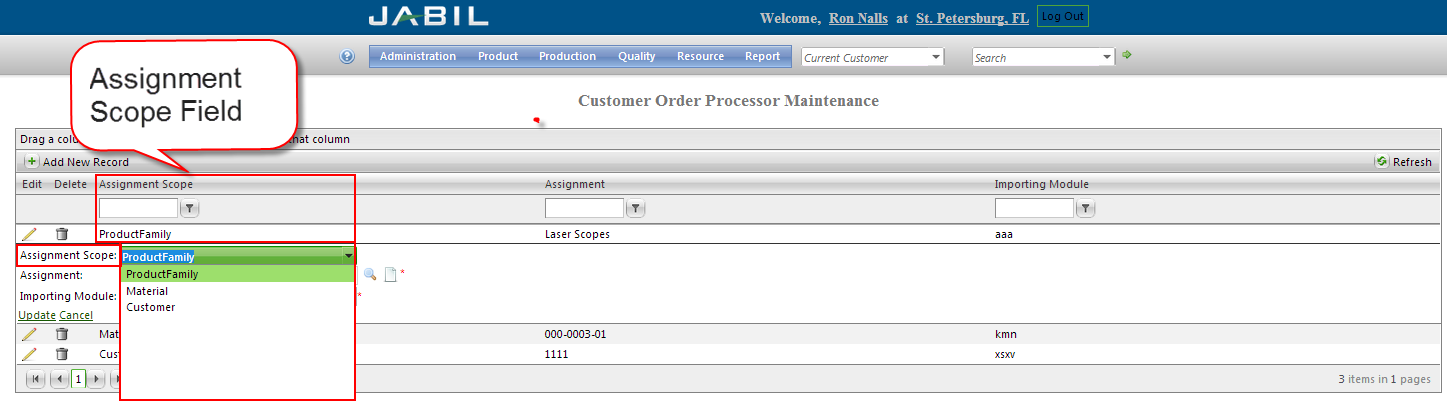 JABIL
Welcome, Ron Nalls at St. Petersburg, FL Log Out
? Administration Product Production Quality Resource Report Current Customer Search
Assignment
Scope Field
Customer Order Processor Maintenance
Drag a colu hat column
Add New Record Refresh
Edit Delete Assignment Scope Assignment Importing Module
ProductFamily Laser Scopes aaa
Assignment Scope: ProductFamily
Assignment: ProductFamily *
Importing Module: Material *
Customer
Update Cancel
Mat 000-0003-01 kmn
Cust 1111 xsxv
1 3 items in 1 pages